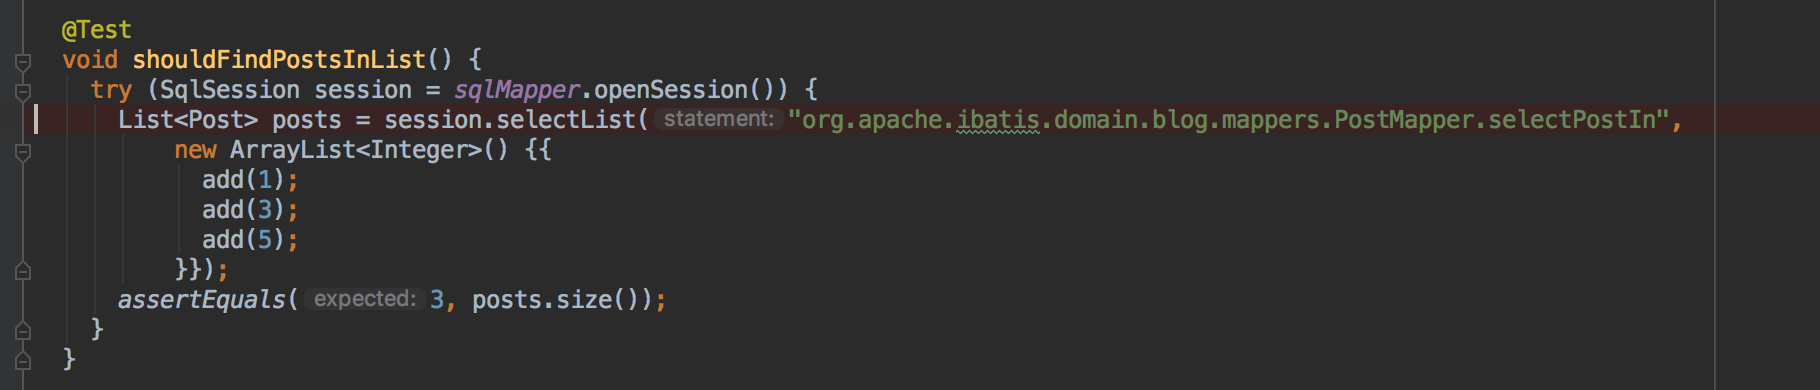 @Test
void shouldFindPostsInList() {
try (SqlSession session = sqlMapper.openSession()) {
List<Post> posts = session.selectList( statement: "org.apache.ibatis.domain.blog.mappers.PostMapper.selectPostIn",
new ArrayList<Integer>() {{
add(1);
add(3);
add(5);
}});
assertEquals( expected: 3, posts.size());
}
}